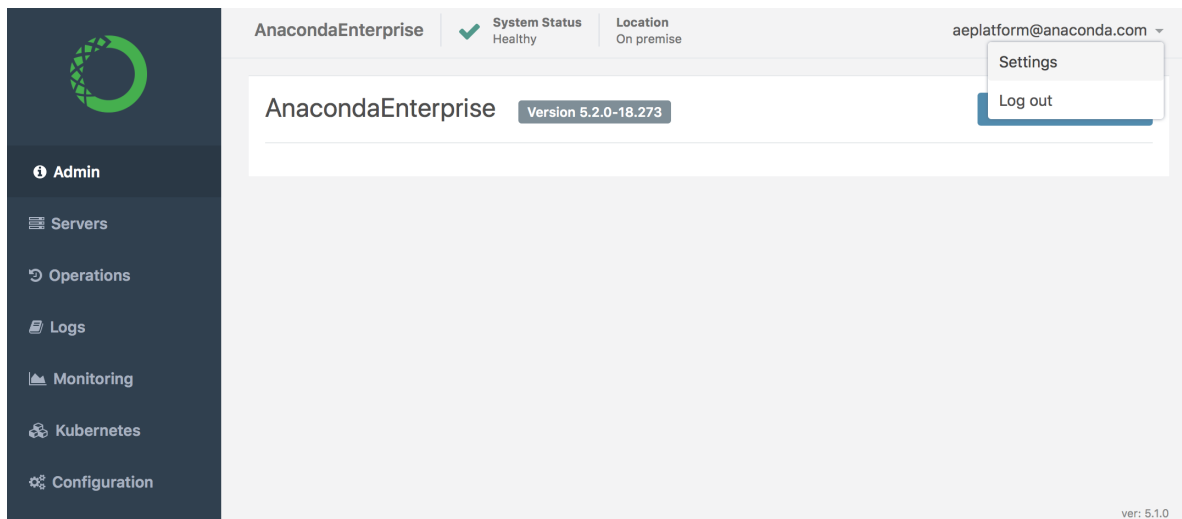 AnacondaEnterprise
System Status
Healthy
Location
On premise
aeplatform@anaconda.com
Settings
Log out
AnacondaEnterprise
Version 5.2.0-18.273
Admin
Servers
Operations
Logs
Monitoring
Kubernetes
Configuration
ver: 5.1.0